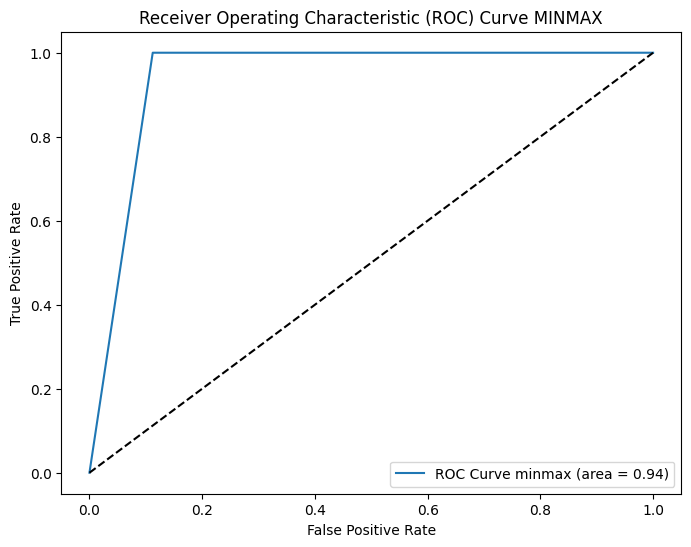 Receiver Operating Characteristic (ROC) Curve MINMAX
1.0
0.8
0.6
0.4
0.2
0.0
True Positive Rate
ROC Curve minmax (area = 0.94)
0.0 0.2 0.4 0.6 0.8 1.0
False Positive Rate